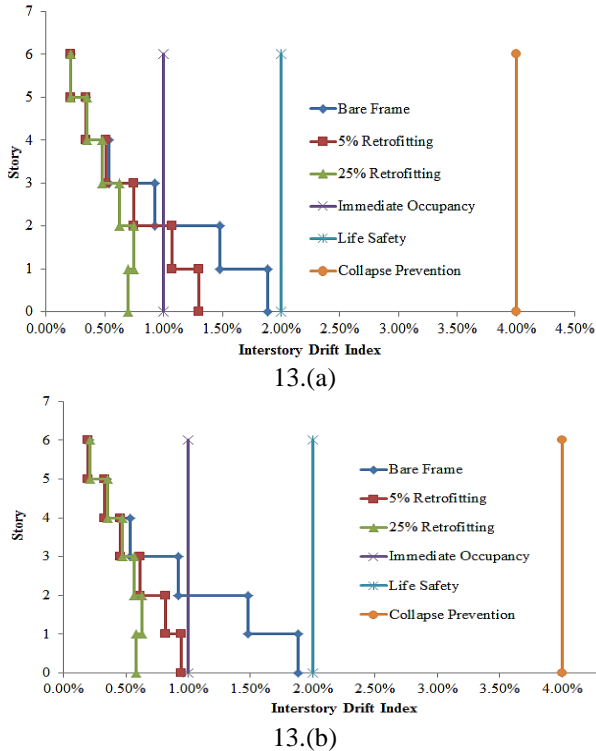 6
5
4
3
2
1
0
Story
Bare Frame
5% Retrofitting
25% Retrofitting
Immediate Occupancy
Life Safety
Collapse Prevention
0.00% 0.50% 1.00% 1.50% 2.00% 2.50% 3.00% 3.50% 4.00% 4.50%
Interstory Drift Index
13.(a)
7
6
5
4
3
2
1
0
Story
Bare Frame
5% Retrofitting
25% Retrofitting
Immediate Occupancy
Life Safety
Collapse Prevention
0.00% 0.50% 1.00% 1.50% 2.00% 2.50% 3.00% 3.50% 4.00%
Interstory Drift Index
13.(b)